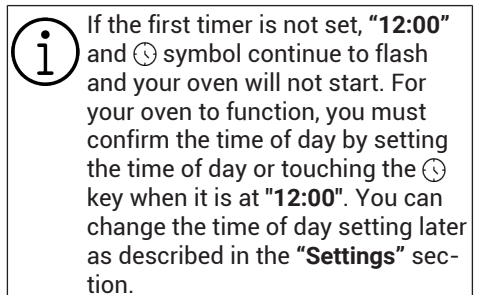 If the first timer is not set, “12:00”
and symbol continue to flash
and your oven will not start. For
your oven to function, you must
confirm the time of day by setting
the time of day or touching the
key when it is at "12:00". You can
change the time of day setting later
as described in the “Settings” sec-
tion.